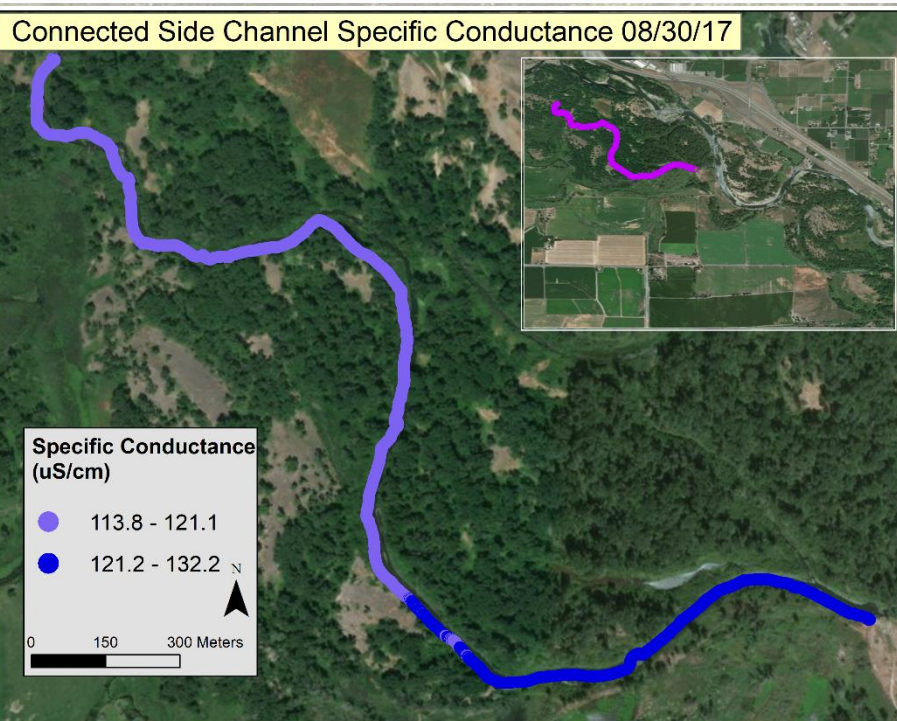 Connected Side Channel Specific Conductance 08/30/17
Specific Conductance
(uS/cm)
113.8 - 121.1
121.2 - 132.2
N
0 150 300 Meters